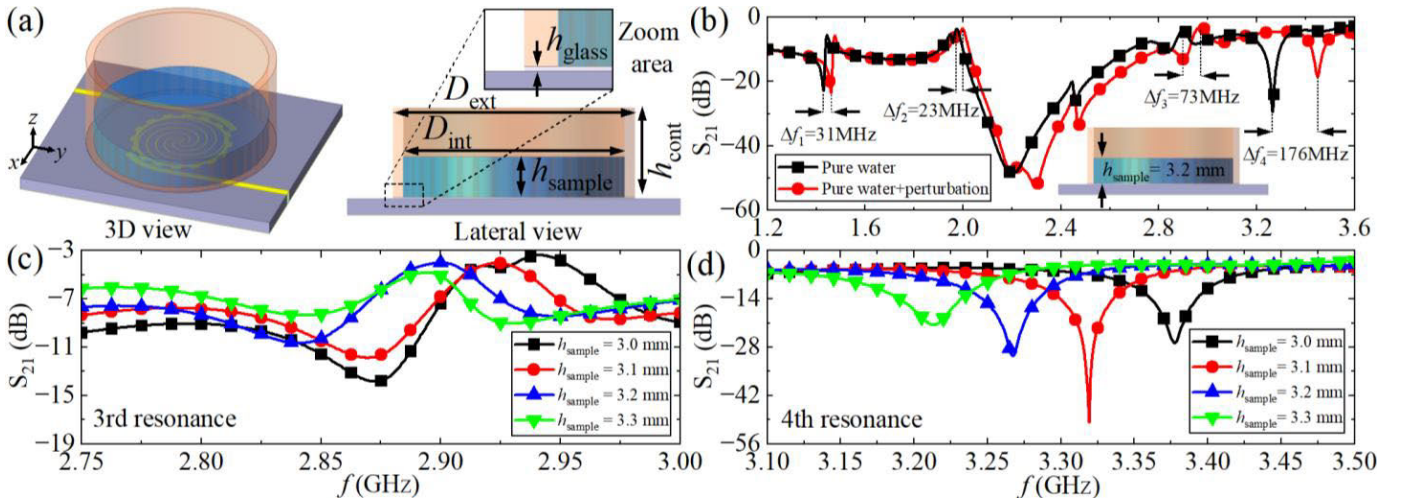 (a)
h_glass
Zoom
area
D_ext
D_int
h_sample
h_cont
z
x
y
3D view
Lateral view
(b)
0
−20
−40
−60
S21 (dB)
Δf1=31MHz
Δf2=23MHz
Δf3=73MHz
Δf4=176MHz
Pure water
Pure water+perturbation
h_sample= 3.2 mm
1.2 1.6 2.0 2.4 2.8 3.2 3.6
(c)
−3
−7
−11
−15
−19
S21 (dB)
h_sample = 3.0 mm
h_sample = 3.1 mm
h_sample = 3.2 mm
h_sample = 3.3 mm
3rd resonance
2.75 2.80 2.85 2.90 2.95 3.00
f (GHz)
(d)
0
−14
−28
−42
−56
S21 (dB)
h_sample= 3.0 mm
h_sample= 3.1 mm
h_sample= 3.2 mm
h_sample= 3.3 mm
4th resonance
3.10 3.15 3.20 3.25 3.30 3.35 3.40 3.45 3.50
f (GHz)